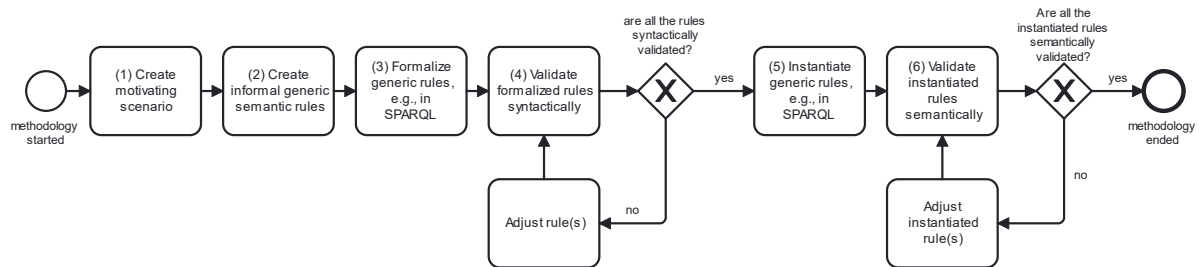 methodology
started
(1) Create
motivating
scenario
(2) Create
informal generic
semantic rules
(3) Formalize
generic rules,
e.g., in
SPARQL
(4) Validate
formalized rules
syntactically
Adjust rule(s)
are all the rules
syntactically
validated?
X
yes
no
(5) Instantiate
generic rules,
e.g., in
SPARQL
(6) Validate
instantiated
rules
semantically
Adjust
instantiated
rule(s)
Are all the
instantiated rules
semantically
validated?
X
yes
no
methodology
ended